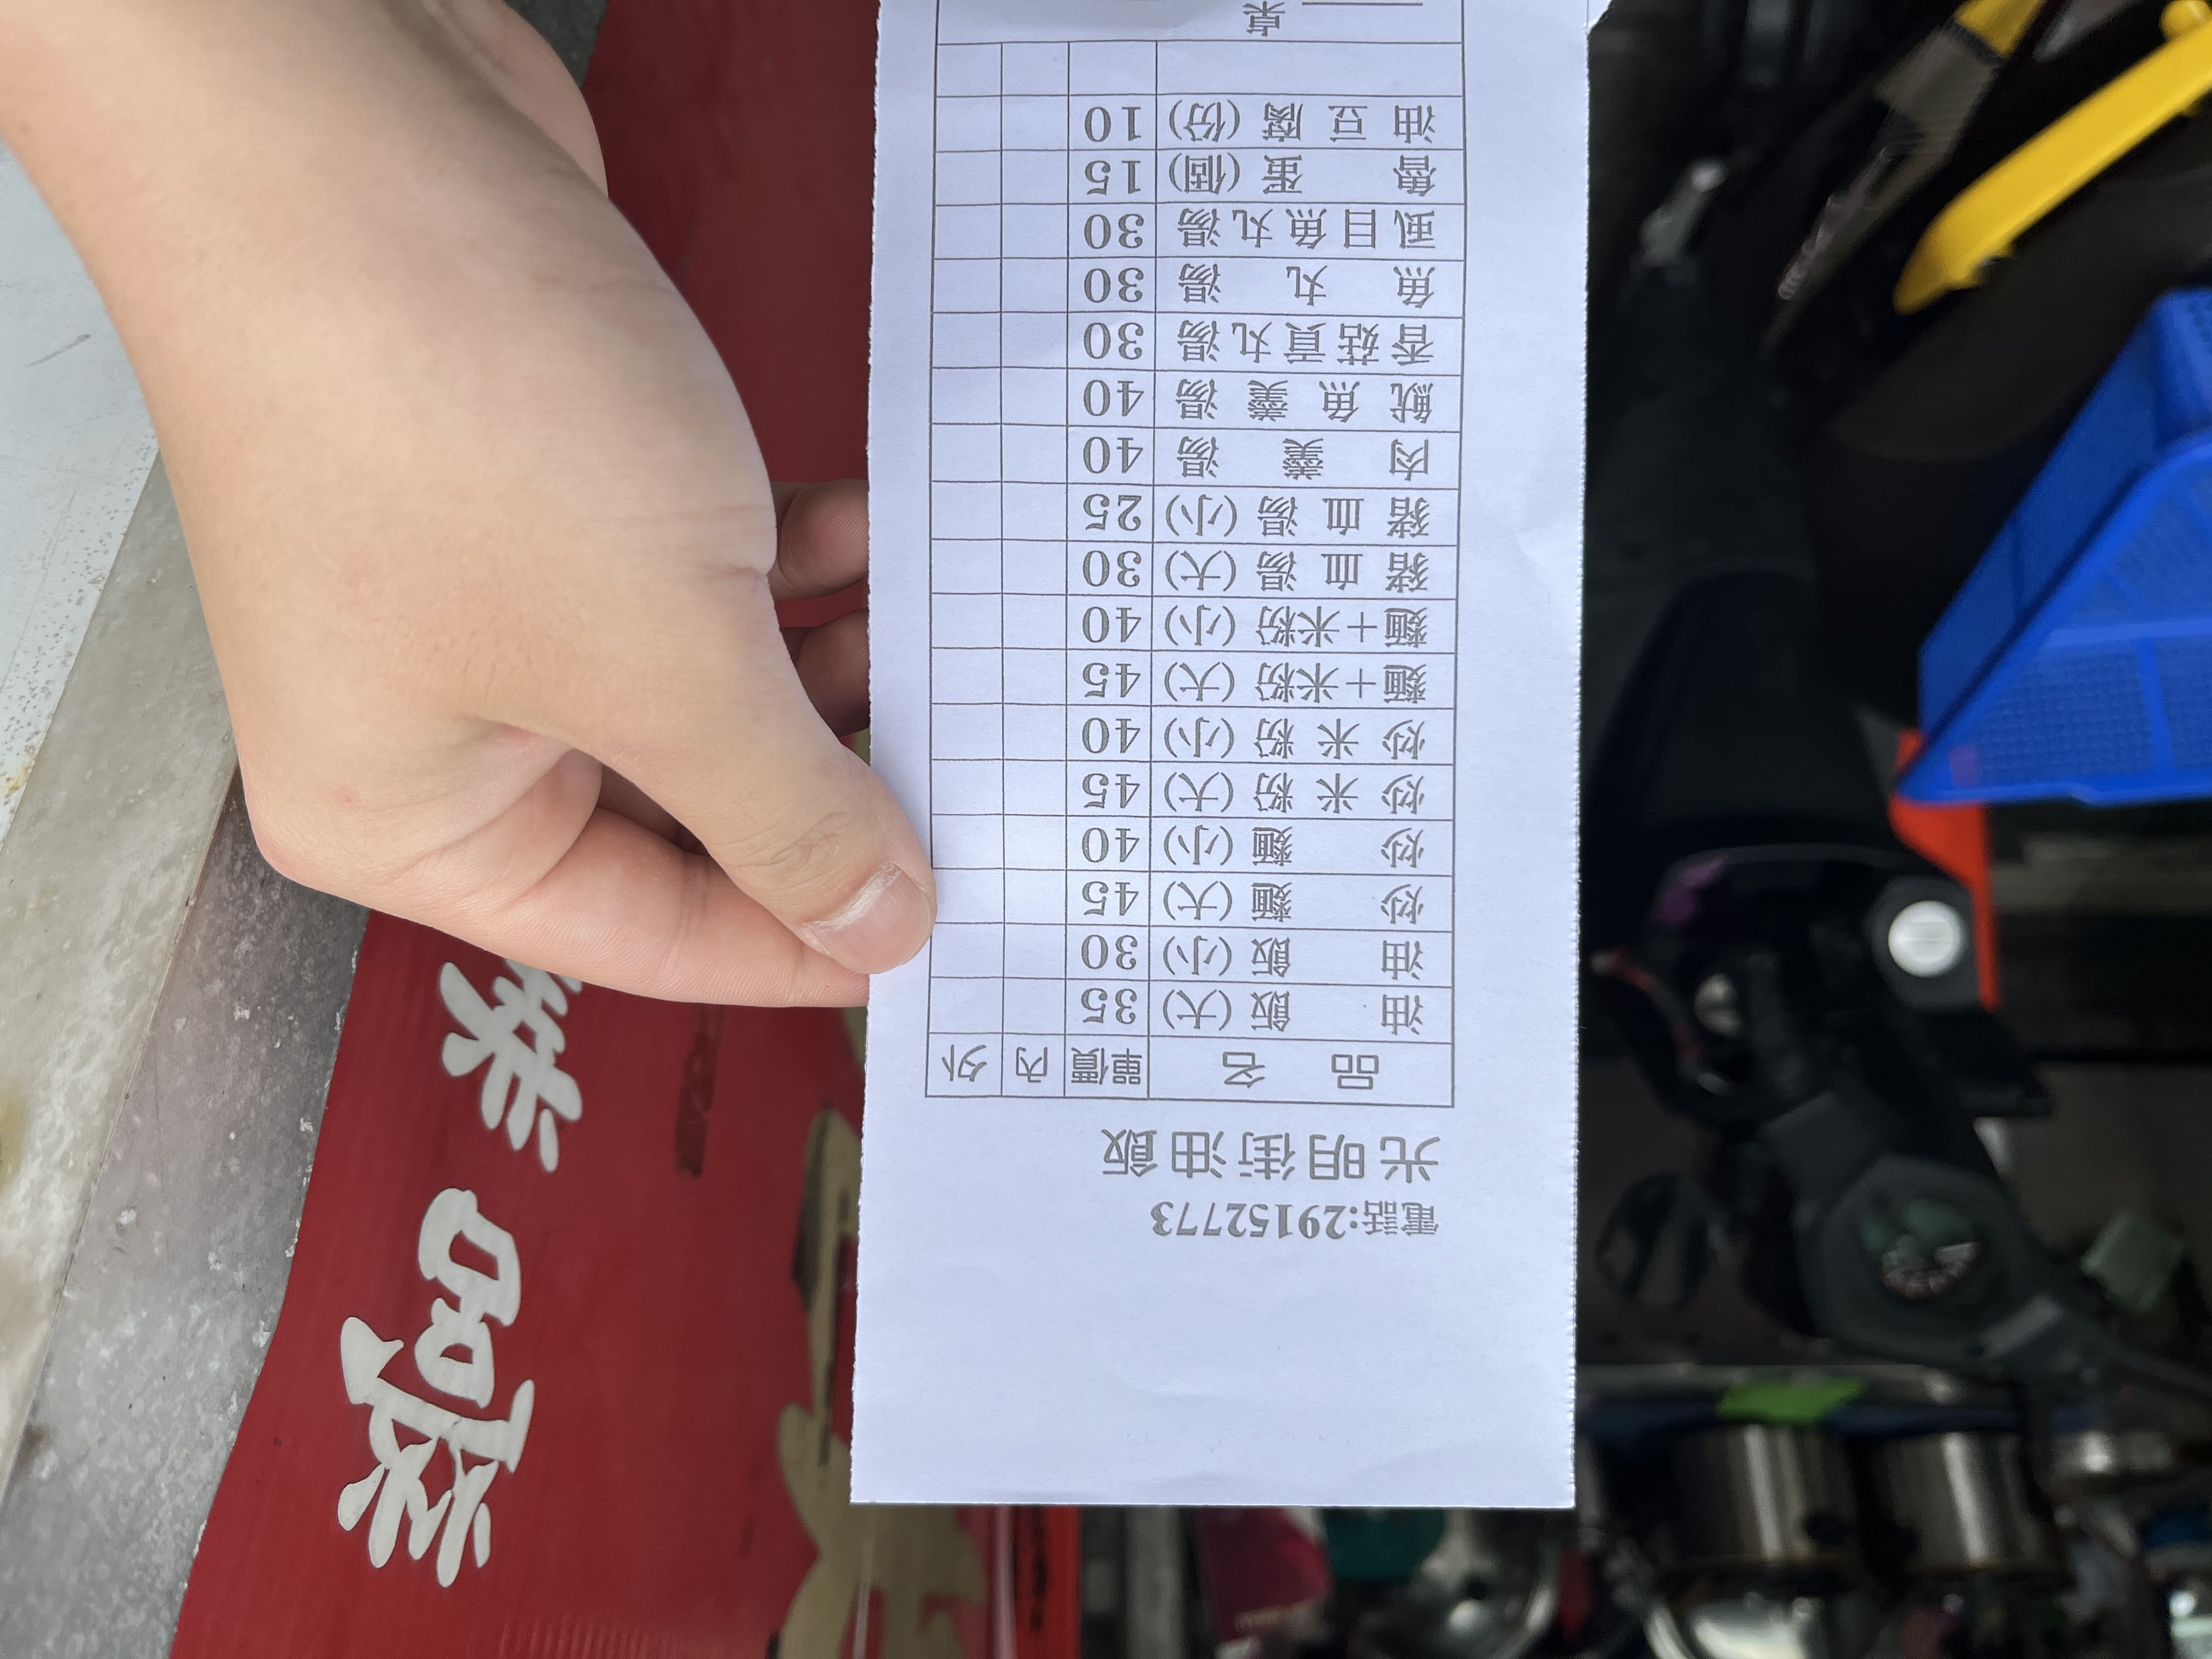 電話:29152773
光明街油飯
品名 單價 內 外
油飯(大) 35
油飯(小) 30
炒麵(大) 45
炒麵(小) 40
炒米粉(大) 45
炒米粉(小) 40
麵+米粉(大) 45
麵+米粉(小) 40
豬血湯(大) 30
豬血湯(小) 25
肉羹湯 40
魷魚羹湯 40
香菇貢丸湯 30
魚丸湯 30
虱目魚丸湯 30
魯蛋(個) 15
油豆腐(份) 10
桌